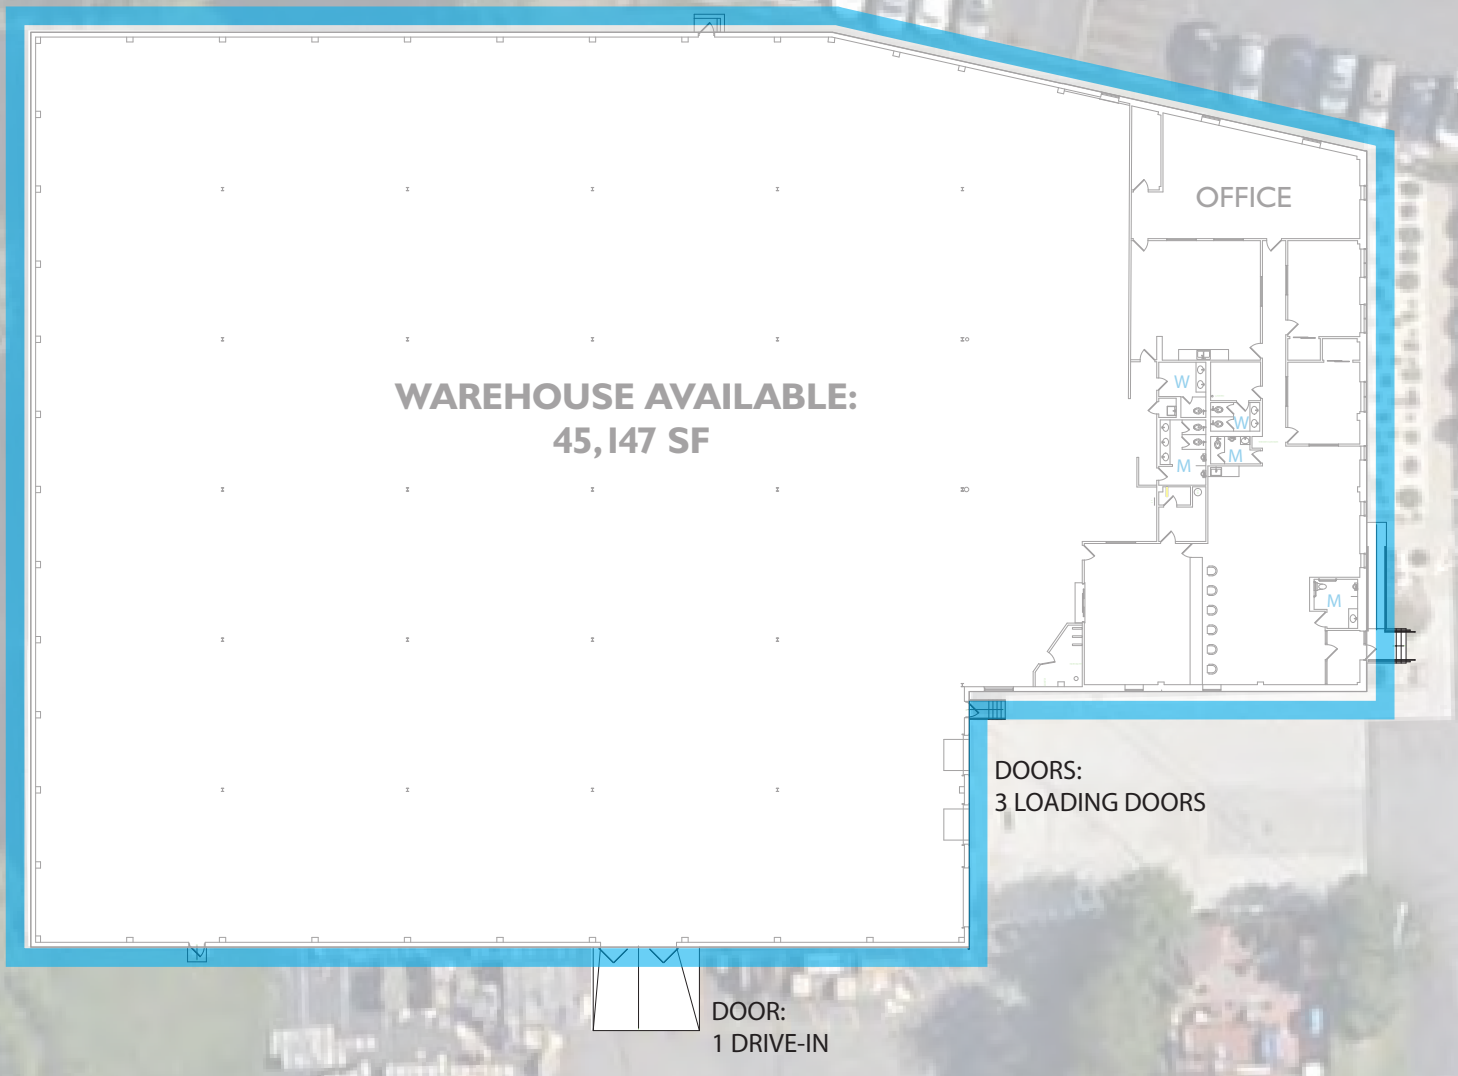 OFFICE
WAREHOUSE AVAILABLE:
45,147 SF
W
W
M
M
M
DOORS:
3 LOADING DOORS
DOOR:
1 DRIVE-IN